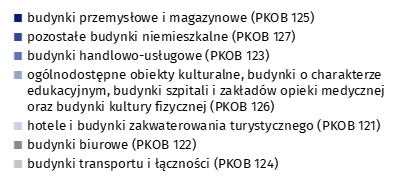 budynki przemysłowe i magazynowe (PKOB 125)
pozostałe budynki niemieszkalne (PKOB 127)
budynki handlowo-usługowe (PKOB 123)
ogólnodostępne obiekty kulturalne, budynki o charakterze
edukacyjnym, budynki szpitali i zakładów opieki medycznej
oraz budynki kultury fizycznej (PKOB 126)
hotele i budynki zakwaterowania turystycznego (PKOB 121)
budynki biurowe (PKOB 122)
budynki transportu i łączności (PKOB 124)